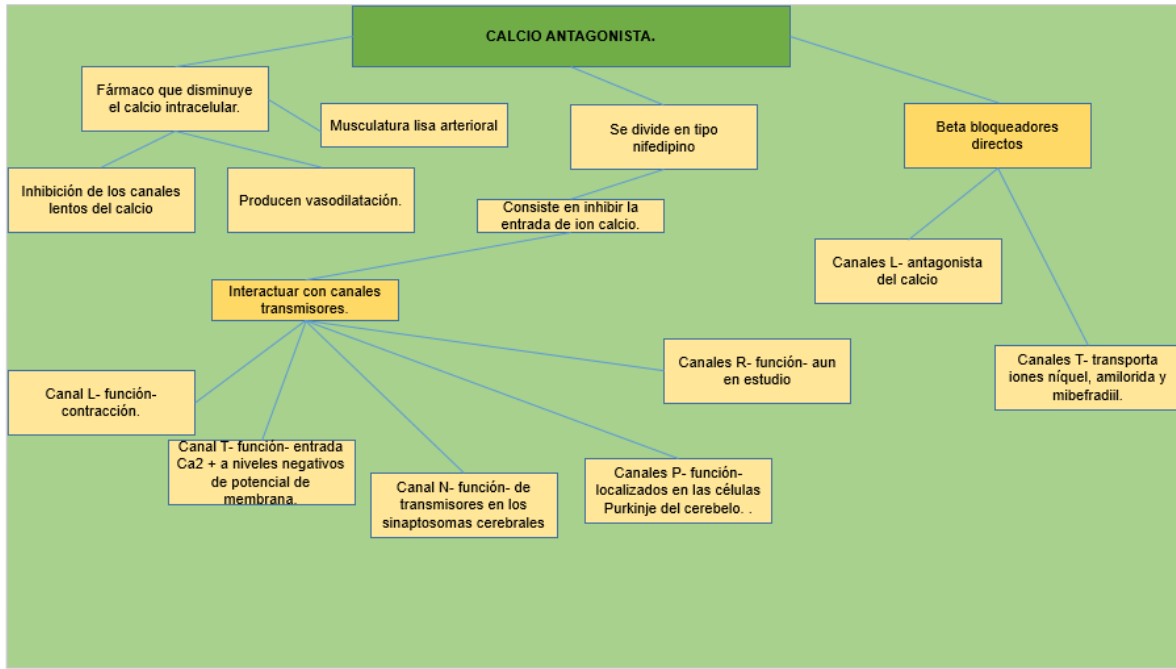 CALCIO ANTAGONISTA.
Fármaco que disminuye
el calcio intracelular.
Musculatura lisa arterioral
Se divide en tipo
nifedipino
Beta bloqueadores
directos
Inhibición de los canales
lentos del calcio
Producen vasodilatación.
Consiste en inhibir la
entrada de ion calcio.
Canales L- antagonista
del calcio
Interactuar con canales
transmisores.
Canales R- función- aun
en estudio
Canales T- transporta
iones níquel, amilorida y
mibefradiil.
Canal L- función-
contracción.
Canal T- función- entrada
Ca2 + a niveles negativos
de potencial de
membrana.
Canal N- función- de
transmisores en los
sinaptosomas cerebrales
Canales P- función-
localizados en las células
Purkinje del cerebelo. .